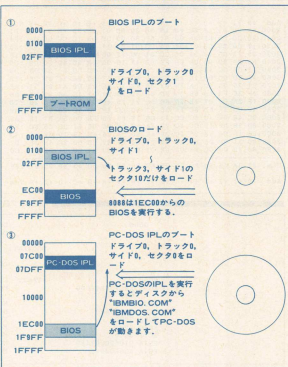 ① BIOS IPLのブート
0000
0100
BIOS IPL
02FF
ドライブ0, トラック0
サイド0, セクタ1
をロード
FE00
ブートROM
FFFF
② BIOSのロード
0000
ドライブ0, トラック0,
サイド1
0100
BIOS IPL
02FF
〜
トラック3, サイド1の
セクタ10だけをロード
EC00
BIOS
F9FF
8088は1EC00からの
BIOSを実行する.
FFFF
③ PC-DOS IPLのブート
00000
ドライブ0, トラック0,
サイド0, セクタ0をロ
ード
07C00
PC-DOS IPL
07DFF
PC-DOSのIPLを実行
するとディスクから
"IBMBIO. COM"
"IBMDOS. COM"
をロードしてPC-DOS
が動きます.
10000
1EC00
BIOS
1F9FF
1FFFF